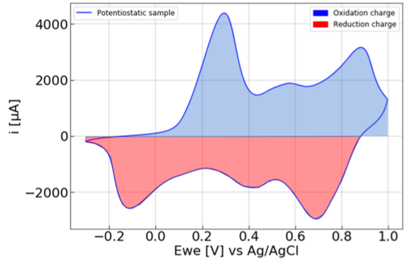 Potentiostatic sample
Oxidation charge
Reduction charge
4000
2000
0
−2000
i [μA]
−0.2 0.0 0.2 0.4 0.6 0.8 1.0
Ewe [V] vs Ag/AgCl